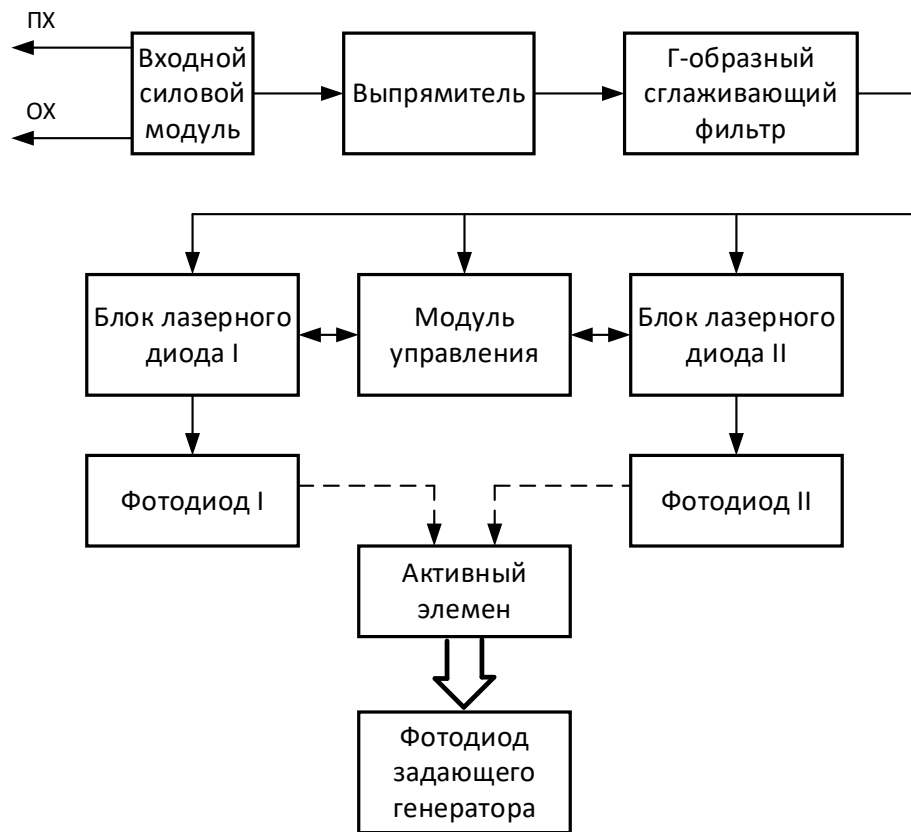 ПХ
ОХ
Входной
силовой
модуль
Выпрямитель
Г-образный
сглаживающий
фильтр
Блок лазерного
диода I
Модуль
управления
Блок лазерного
диода II
Фотодиод I
Фотодиод II
Активный
элемен
Фотодиод
задающего
генератора